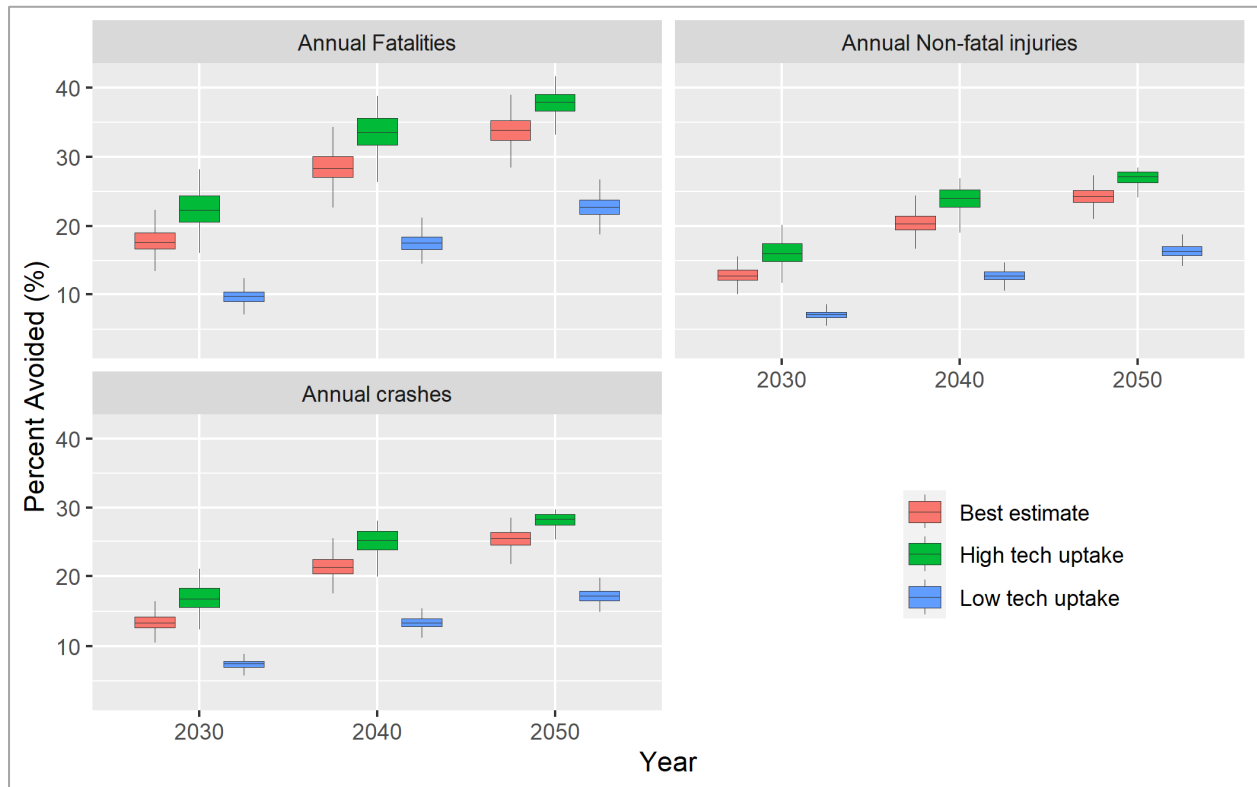 Annual Fatalities
Annual Non-fatal injuries
40
30
20
10
2030
2040
2050
Annual crashes
40
30
20
10
2030
2040
2050
Percent Avoided (%)
Year
Best estimate
High tech uptake
Low tech uptake